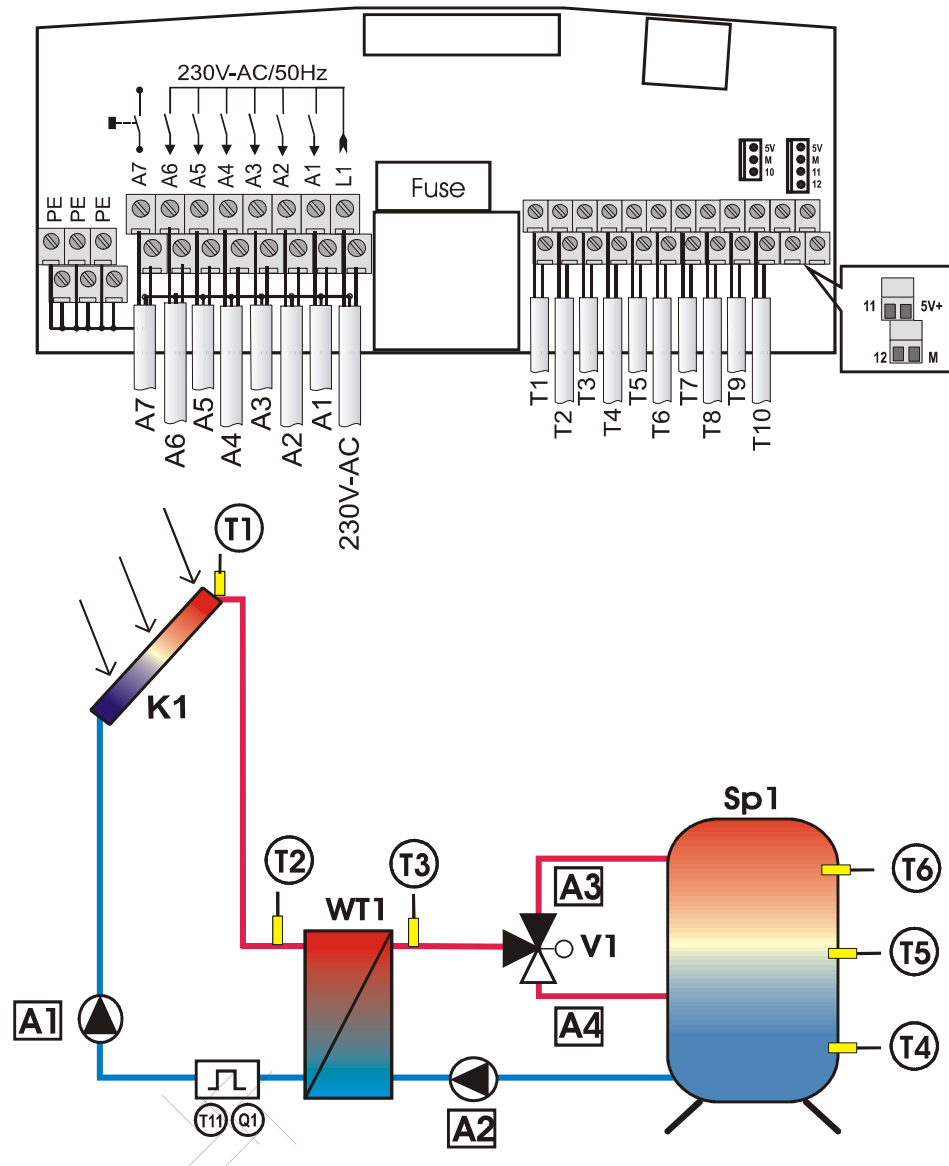 230V-AC/50Hz
A7 A6 A5 A4 A3 A2 A1 L1
PE PE PE
Fuse
5V
M
10
5V
M
11
12
11 5V+
12 M
A7 A6 A5 A4 A3 A2 A1 230V-AC
T1 T2 T3 T4 T5 T6 T7 T8 T9 T10
T1
K1
Sp1
T2
T3
WT1
A3
V1
A4
T6
T5
T4
A1
A2
T11 Q1